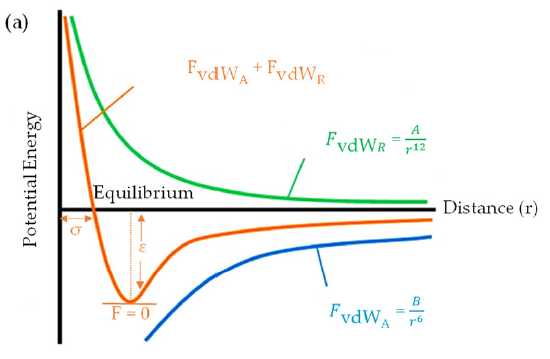 (a)
F_vdW_A + F_vdW_R
F_vdW_R = A/r^12
Potential Energy
Equilibrium
Distance (r)
σ
ε
F = 0
F_vdW_A = B/r^6